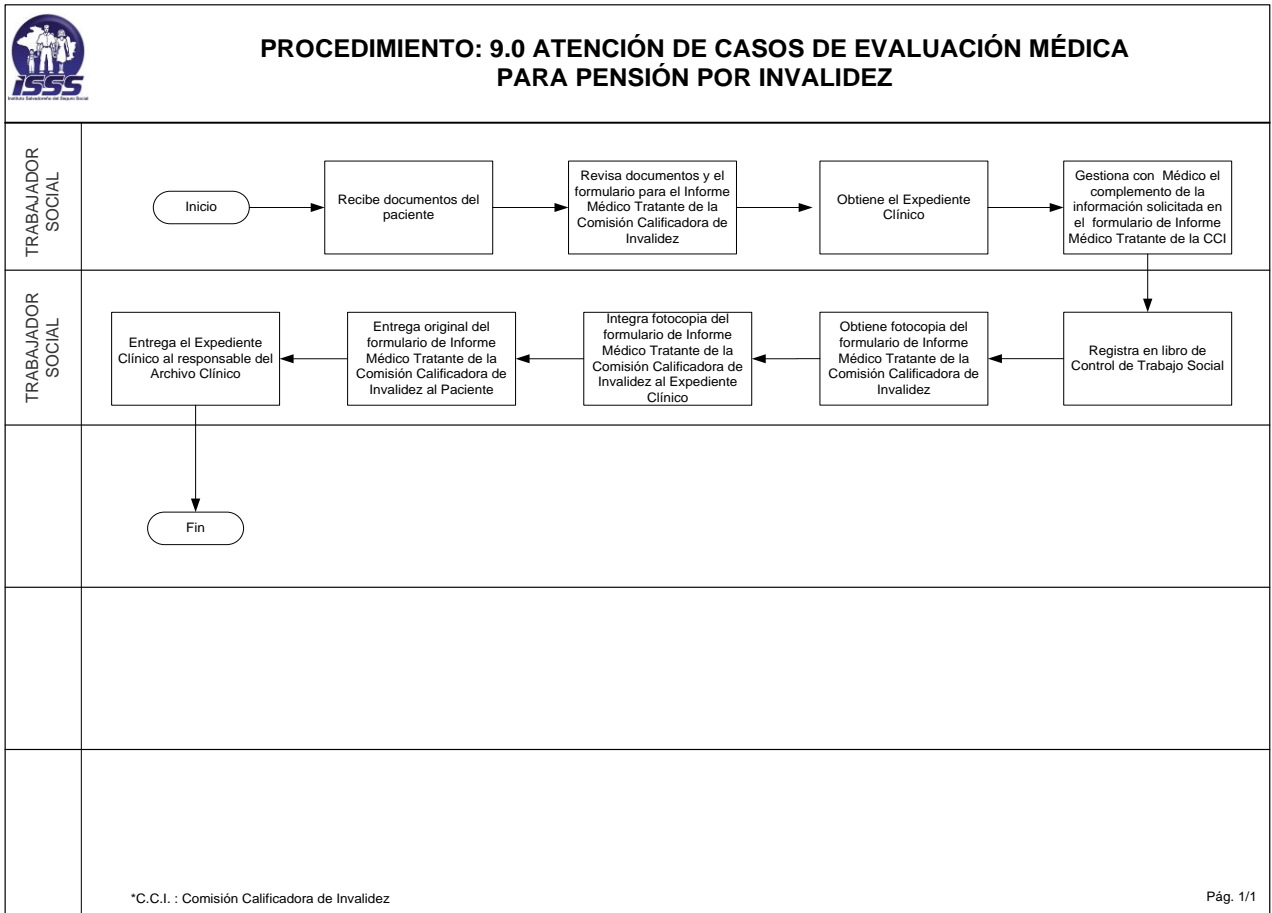 ISSS
Instituto Salvadoreño del Seguro Social
PROCEDIMIENTO: 9.0 ATENCIÓN DE CASOS DE EVALUACIÓN MÉDICA
PARA PENSIÓN POR INVALIDEZ
TRABAJADOR
SOCIAL
Inicio
Recibe documentos del
paciente
Revisa documentos y el
formulario para el Informe
Médico Tratante de la
Comisión Calificadora de
Invalidez
Obtiene el Expediente
Clínico
Gestiona con Médico el
complemento de la
información solicitada en
el formulario de Informe
Médico Tratante de la CCI
TRABAJADOR
SOCIAL
Entrega el Expediente
Clínico al responsable del
Archivo Clínico
Entrega original del
formulario de Informe
Médico Tratante de la
Comisión Calificadora de
Invalidez al Paciente
Integra fotocopia del
formulario de Informe
Médico Tratante de la
Comisión Calificadora de
Invalidez al Expediente
Clínico
Obtiene fotocopia del
formulario de Informe
Médico Tratante de la
Comisión Calificadora de
Invalidez
Registra en libro de
Control de Trabajo Social
Fin
*C.C.I. : Comisión Calificadora de Invalidez
Pág. 1/1